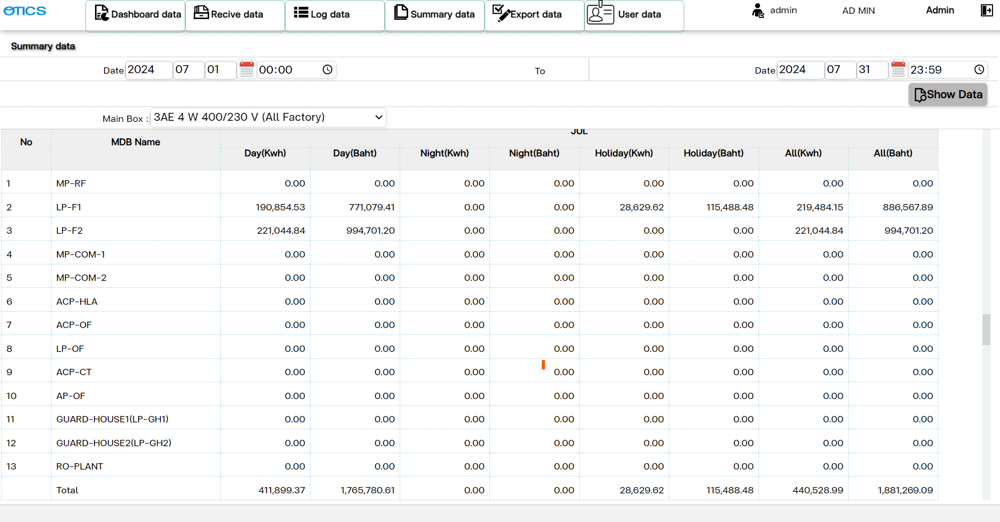 OTICS Dashboard data Recive data Log data Summary data Export data User data admin AD MIN Admin
Summary data
Date 2024 07 01 00:00 To Date 2024 07 31 23:59
Show Data
Main Box : 3AE 4 W 400/230 V (All Factory)
JUL
No MDB Name
Day(Kwh) Day(Baht) Night(Kwh) Night(Baht) Holiday(Kwh) Holiday(Baht) All(Kwh) All(Baht)
1 MP-RF 0.00 0.00 0.00 0.00 0.00 0.00 0.00 0.00
2 LP-F1 190,854.53 771,079.41 0.00 0.00 28,629.62 115,488.48 219,484.15 886,567.89
3 LP-F2 221,044.84 994,701.20 0.00 0.00 0.00 0.00 221,044.84 994,701.20
4 MP-COM-1 0.00 0.00 0.00 0.00 0.00 0.00 0.00 0.00
5 MP-COM-2 0.00 0.00 0.00 0.00 0.00 0.00 0.00 0.00
6 ACP-HLA 0.00 0.00 0.00 0.00 0.00 0.00 0.00 0.00
7 ACP-OF 0.00 0.00 0.00 0.00 0.00 0.00 0.00 0.00
8 LP-OF 0.00 0.00 0.00 0.00 0.00 0.00 0.00 0.00
9 ACP-CT 0.00 0.00 0.00 0.00 0.00 0.00 0.00 0.00
10 AP-OF 0.00 0.00 0.00 0.00 0.00 0.00 0.00 0.00
11 GUARD-HOUSE1(LP-GH1) 0.00 0.00 0.00 0.00 0.00 0.00 0.00 0.00
12 GUARD-HOUSE2(LP-GH2) 0.00 0.00 0.00 0.00 0.00 0.00 0.00 0.00
13 RO-PLANT 0.00 0.00 0.00 0.00 0.00 0.00 0.00 0.00
Total 411,899.37 1,765,780.61 0.00 0.00 28,629.62 115,488.48 440,528.99 1,881,269.09